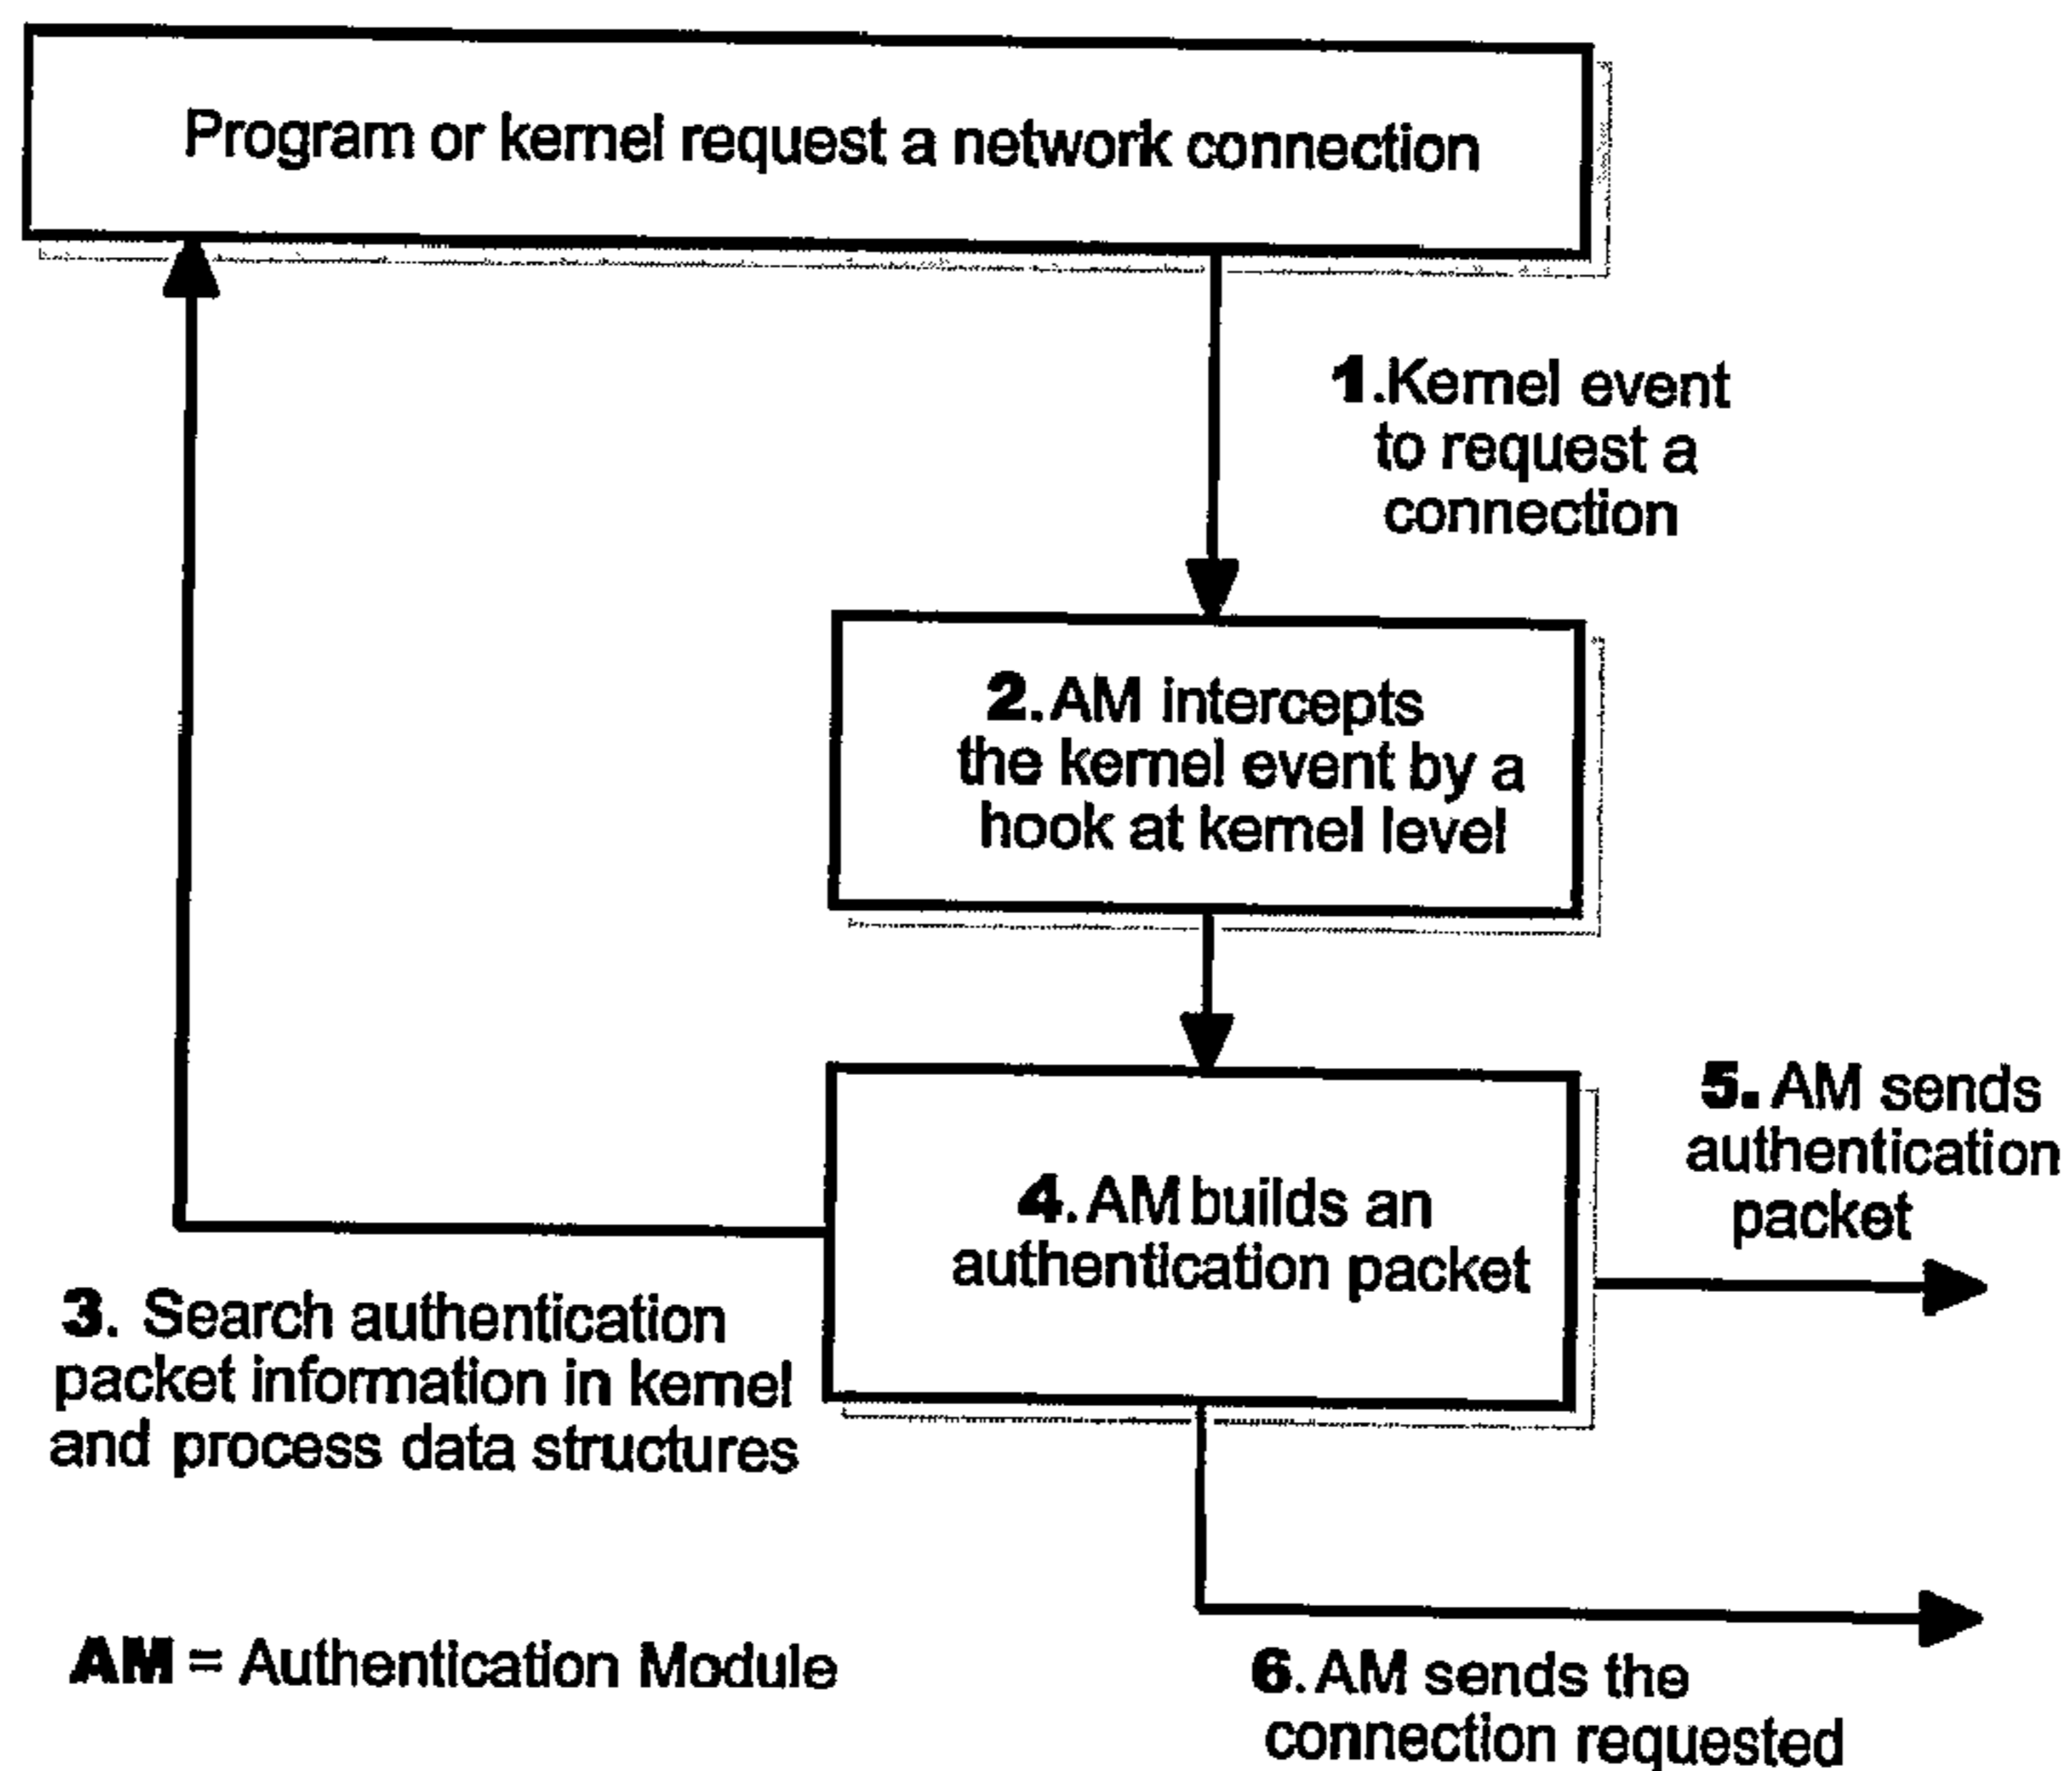 Program or kernel request a network connection
1.Kernel event
to request a
connection
2. AM intercepts
the kernel event by a
hook at kernel level
3. Search authentication
packet information in kernel
and process data structures
4. AM builds an
authentication packet
5. AM sends
authentication
packet
6. AM sends the
connection requested
AM = Authentication Module